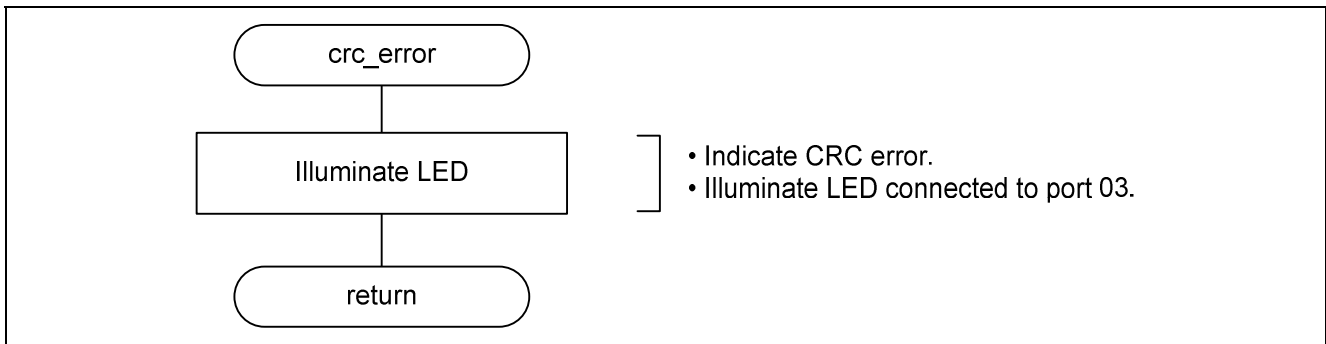 crc_error
Illuminate LED
• Indicate CRC error.
• Illuminate LED connected to port 03.
return